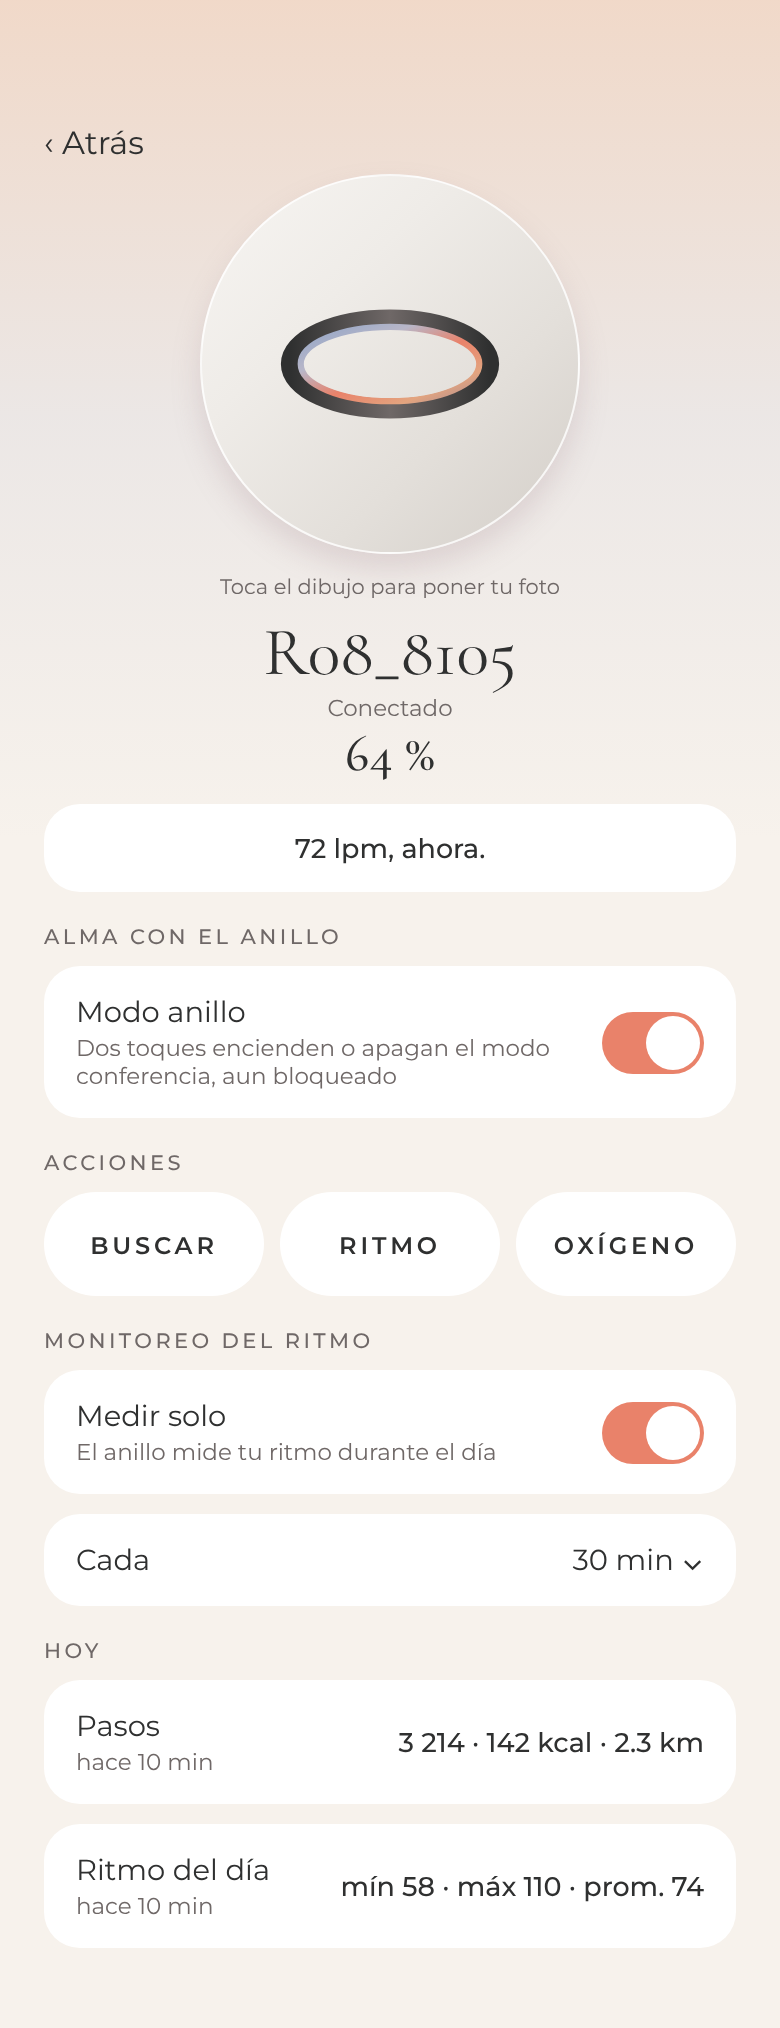 ‹ Atrás
Toca el dibujo para poner tu foto
R08_8105
Conectado
64 %
72 lpm, ahora.
ALMA CON EL ANILLO
Modo anillo
Dos toques encienden o apagan el modo
conferencia, aun bloqueado
ACCIONES
BUSCAR RITMO OXÍGENO
MONITOREO DEL RITMO
Medir solo
El anillo mide tu ritmo durante el día
Cada 30 min
HOY
Pasos
3 214 · 142 kcal · 2.3 km
hace 10 min
Ritmo del día
mín 58 · máx 110 · prom. 74
hace 10 min